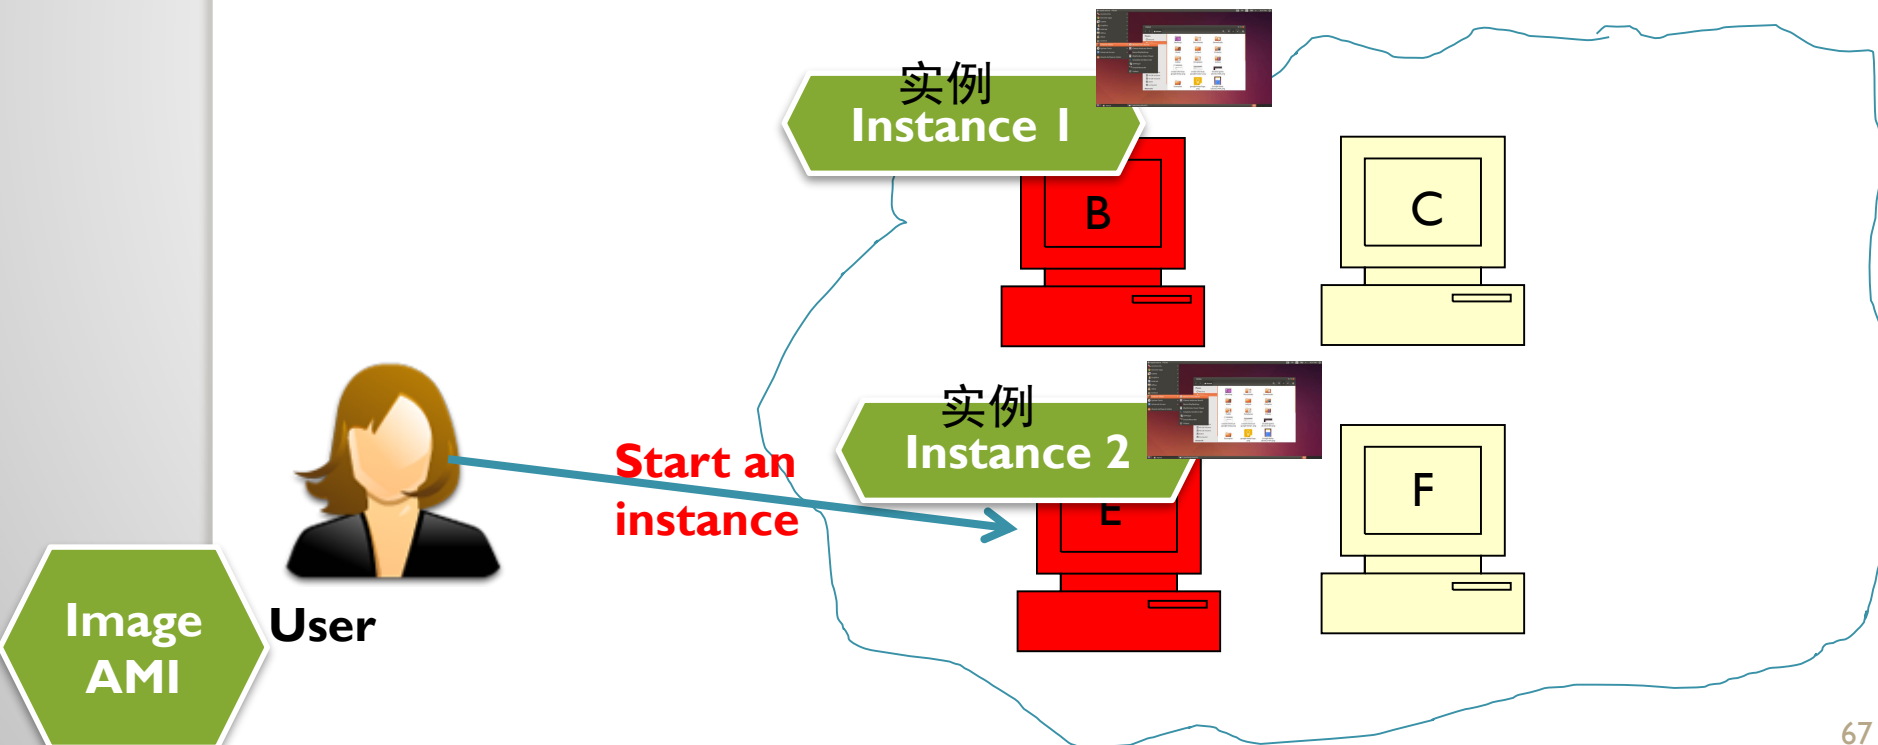 实例
Instance 1
B
C
实例
Instance 2
Start an
instance
E
F
Image
AMI
User
67